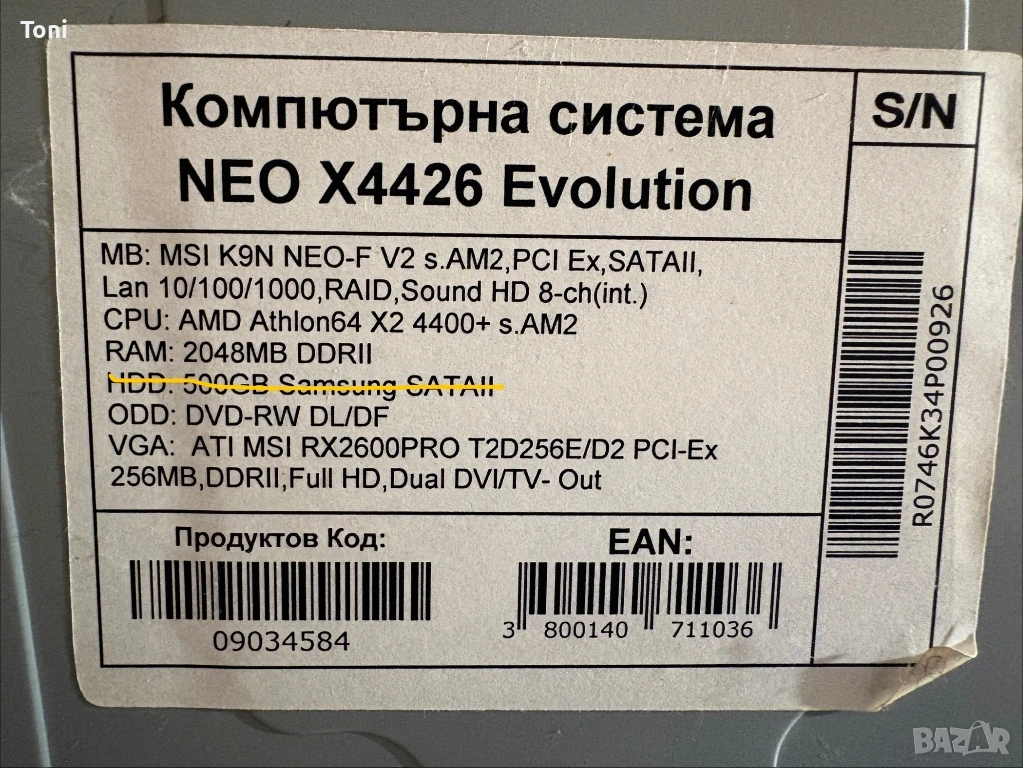 Toni
Компютърна система
NEO X4426 Evolution
S/N
MB: MSI K9N NEO-F V2 s.AM2,PCI Ex,SATAII,
Lan 10/100/1000,RAID,Sound HD 8-ch(int.)
CPU: AMD Athlon64 X2 4400+ s.AM2
RAM: 2048MB DDRII
HDD: 500GB Samsung SATAII
ODD: DVD-RW DL/DF
VGA: ATI MSI RX2600PRO T2D256E/D2 PCI-Ex
256MB,DDRII,Full HD,Dual DVI/TV- Out
R0746K34P00926
Продуктов Код:
09034584
EAN:
3 800140 711036
BAZAR